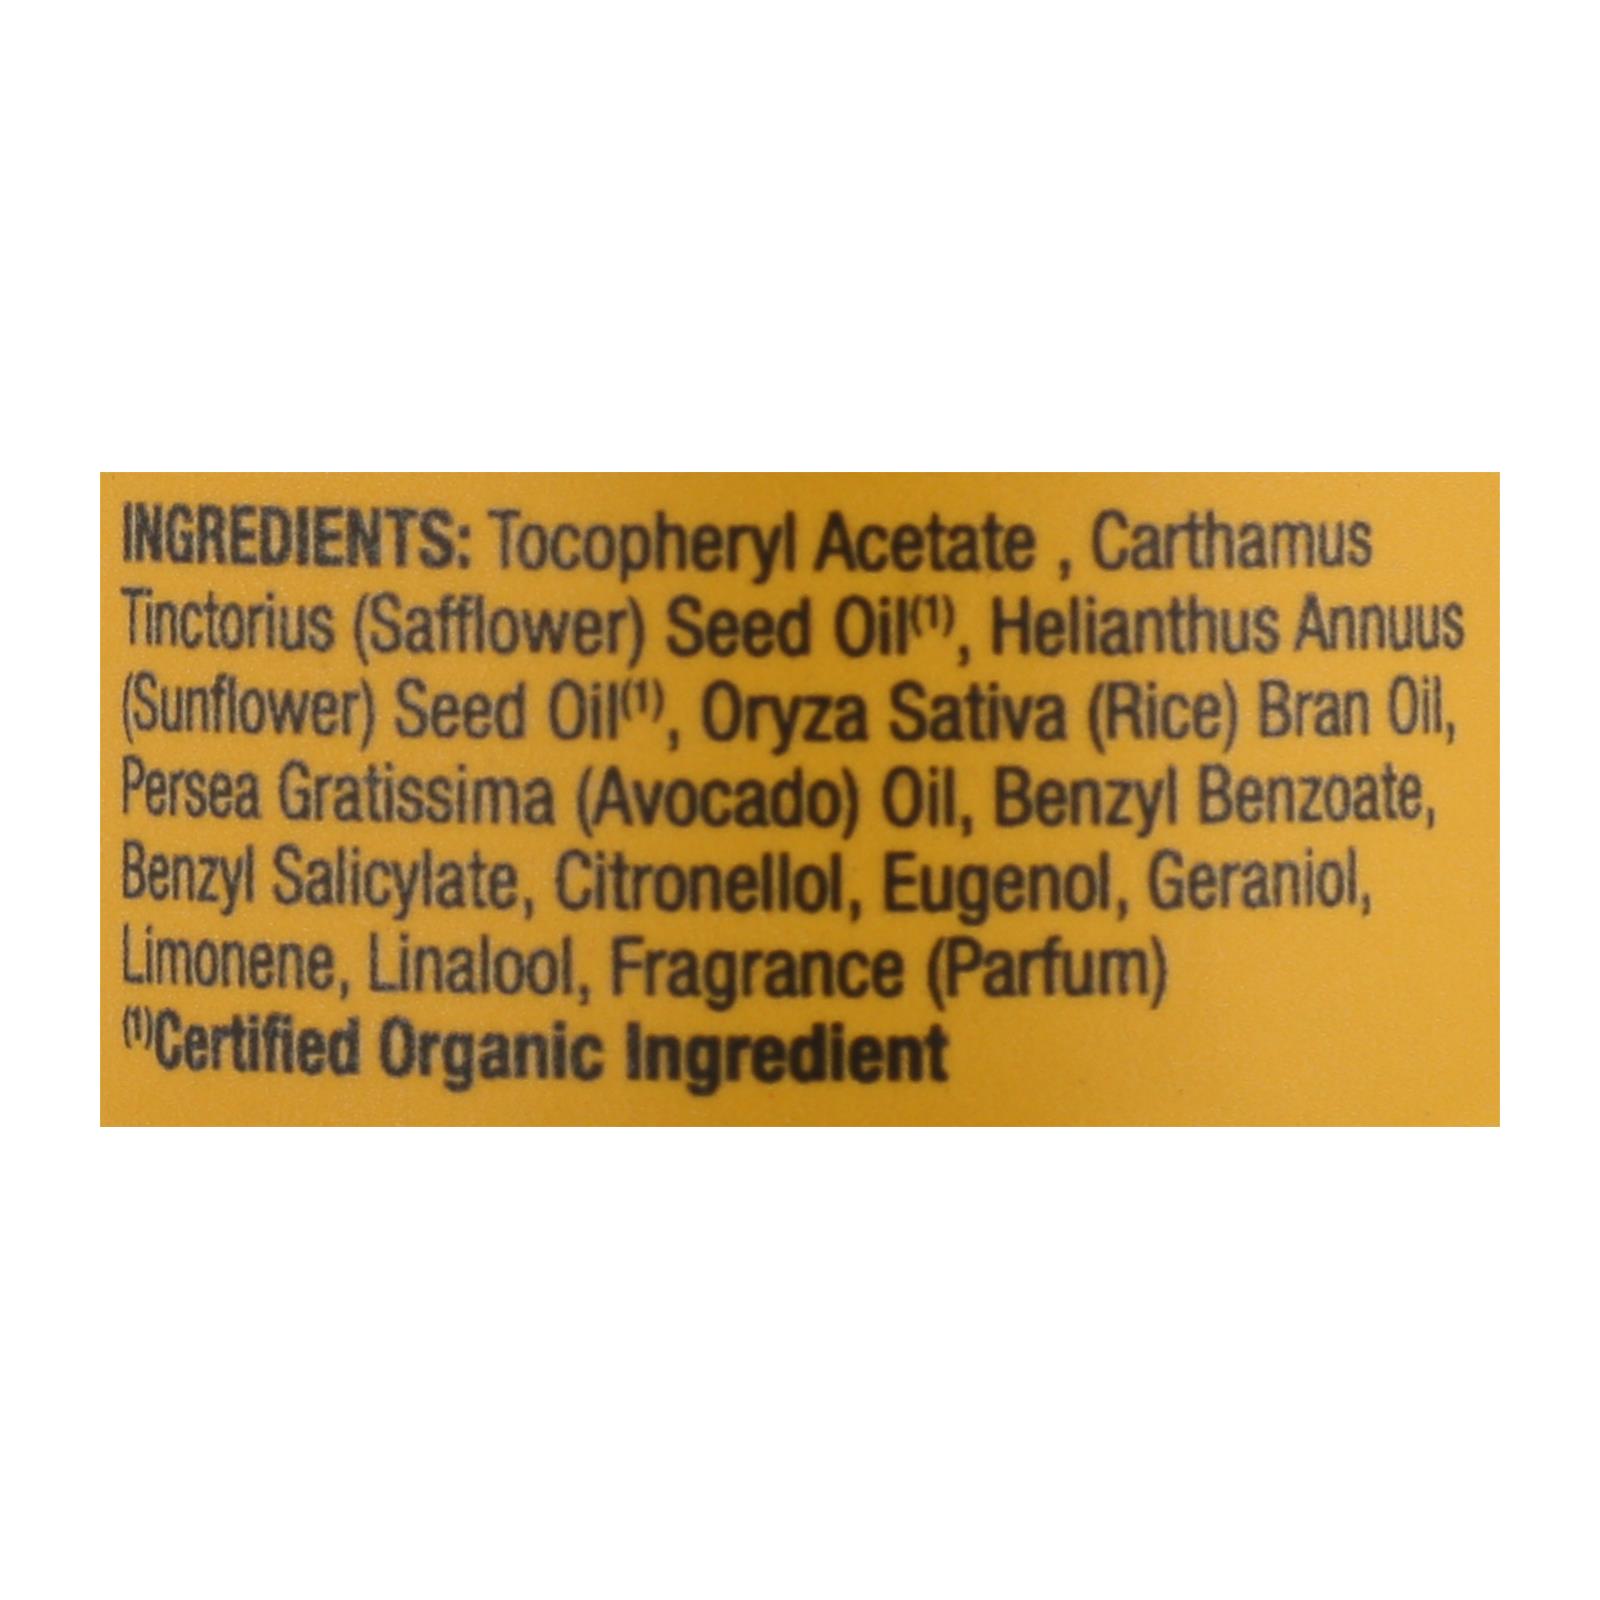 INGREDIENTS: Tocopheryl Acetate , Carthamus
Tinctorius (Safflower) Seed Oil(1), Helianthus Annuus
(Sunflower) Seed Oil(1), Oryza Sativa (Rice) Bran Oil,
Persea Gratissima (Avocado) Oil, Benzyl Benzoate,
Benzyl Salicylate, Citronellol, Eugenol, Geraniol,
Limonene, Linalool, Fragrance (Parfum)
(1)Certified Organic Ingredient